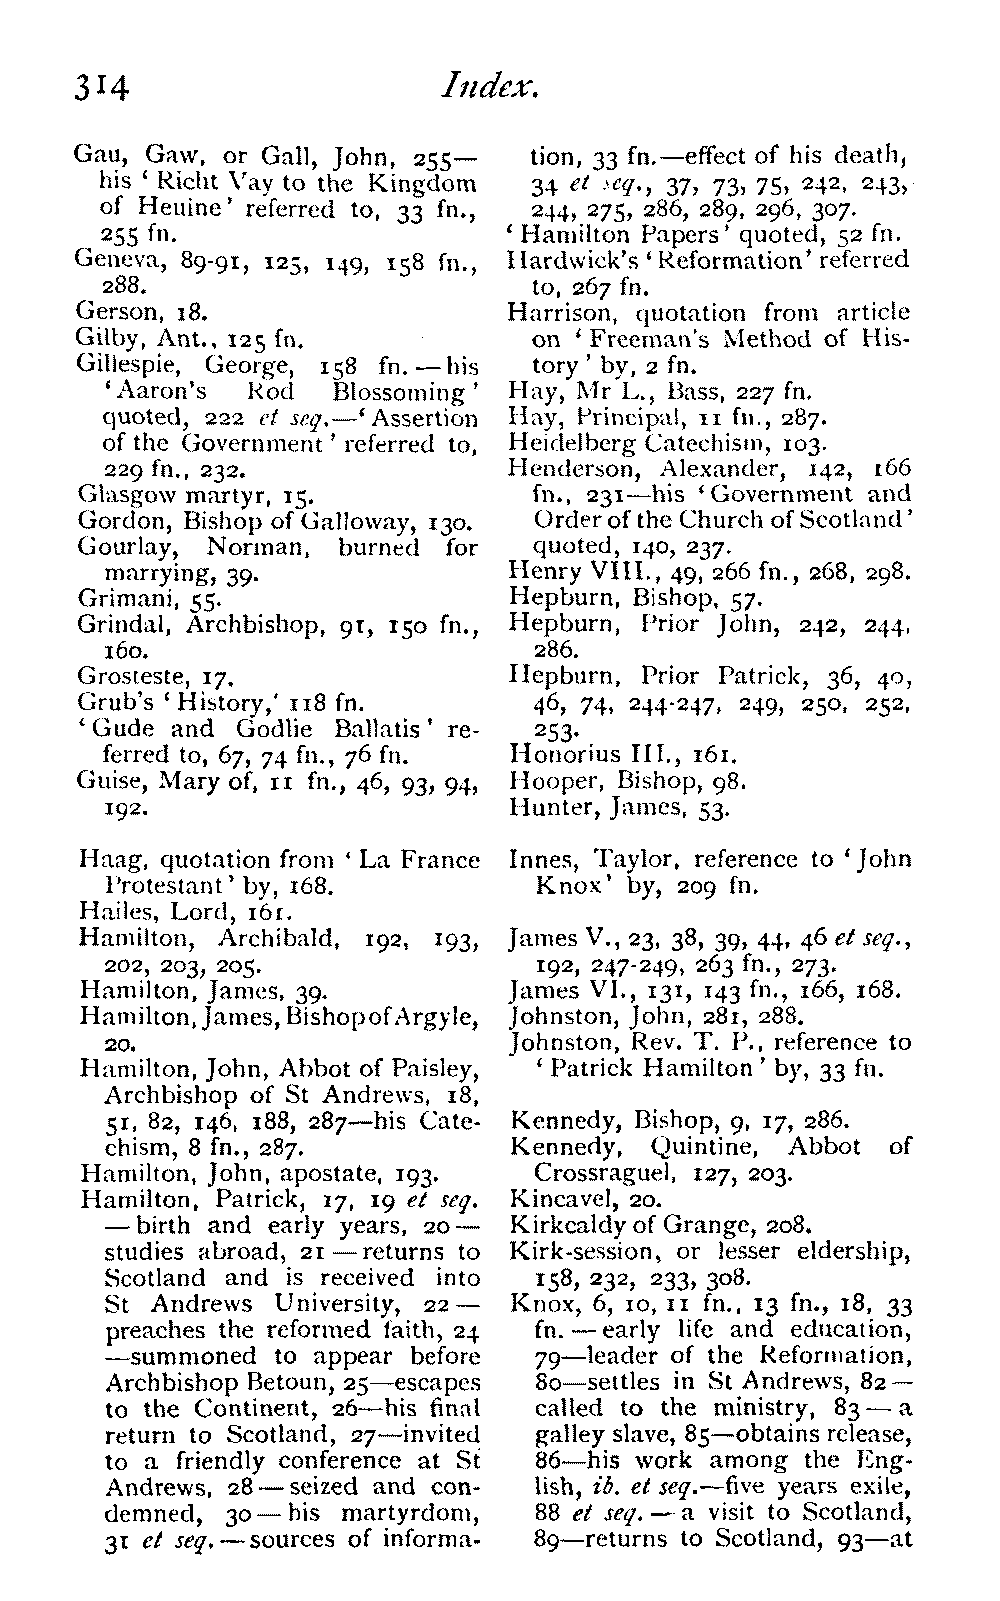 314
Index.
Gau, Gaw, or Gall, John, 255—
his ‘ Richt Vay to the Kingdom
of Heuine’ referred to, 33 fn.,
255 fn.
Geneva, 89-91, 125, 149, 158 fn.,
288.
Gerson, 18.
Gilby, Ant., 125 fn.
Gillespie, George, 158 fn. — his
‘Aaron's Rod Blossoming’
quoted, 222 et seq.—‘ Assertion
of the Government’ referred to,
229 fn., 232.
Glasgow martyr, 15.
Gordon, Bishop of Galloway, 130.
Gourlay, Norman, burned for
marrying, 39.
Grimani, 55.
Grindal, Archbishop, 91, 150 fn.,
160.
Grosteste, 17.
Grub's ‘ History,’ 118 fn.
‘Gude and Godlie Ballatis’ re-
ferred to, 67, 74 fn., 76 fn.
Guise, Mary of, 11 fn., 46, 93, 94,
192.
Haag, quotation from ‘ La France
Protestant’ by, 168.
Hailes, Lord, 161.
Hamilton, Archibald, 192, 193,
202, 203, 205.
Hamilton, James, 39.
Hamilton, James, Bishop of Argyle,
20.
Hamilton, John, Abbot of Paisley,
Archbishop of St Andrews, 18,
51, 82, 146, 188, 287—his Cate-
chism, 8 fn., 287.
Hamilton, John, apostate, 193.
Hamilton, Patrick, 17, 19 et seq.
— birth and early years, 20 —
studies abroad, 21 — returns to
Scotland and is received into
St Andrews University, 22 —
preaches the reformed faith, 24
—summoned to appear before
Archbishop Betoun, 25—escapes
to the Continent, 26—his final
return to Scotland, 27—invited
to a friendly conference at St
Andrews, 28 — seized and con-
demned, 30 — his martyrdom,
31 et seq. — sources of informa-
tion, 33 fn.—effect of his death,
34 et seq., 37, 73, 75, 242, 243,
244, 275, 286, 289, 296, 307.
‘ Hamilton Papers’ quoted, 52 fn.
Hardwick's ‘ Reformation’ referred
to, 267 fn.
Harrison, quotation from article
on ‘ Freeman's Method of His-
tory’ by, 2 fn.
Hay, Mr L., Bass, 227 fn.
Hay, Principal, 11 fn., 287.
Heidelberg Catechism, 103.
Henderson, Alexander, 142, 166
fn., 231—his ‘Government and
Order of the Church of Scotland’
quoted, 140, 237.
Henry VIII., 49, 266 fn., 268, 298.
Hepburn, Bishop, 57.
Hepburn, Prior John, 242, 244,
286.
Hepburn, Prior Patrick, 36, 40,
46, 74, 244-247, 249, 250, 252,
253.
Honorius III., 161.
Hooper, Bishop, 98.
Hunter, James, 53.
Innes, Taylor, reference to ‘John
Knox’ by, 209 fn.
James V., 23, 38, 39, 44, 46 et seq.,
192, 247-249, 263 fn., 273.
James VI., 131, 143 fn., 166, 168.
Johnston, John, 281, 288.
Johnston, Rev. T. P., reference to
‘ Patrick Hamilton’ by, 33 fn.
Kennedy, Bishop, 9, 17, 286.
Kennedy, Quintine, Abbot of
Crossraguel, 127, 203.
Kincavel, 20.
Kirkcaldy of Grange, 208.
Kirk-session, or lesser eldership,
158, 232, 233, 308.
Knox, 6, 10, 11 fn., 13 fn., 18, 33
fn. — early life and education,
79—leader of the Reformation,
80—settles in St Andrews, 82 —
called to the ministry, 83 — a
galley slave, 85—obtains release,
86—his work among the Eng-
lish, ib. et seq.—five years exile,
88 et seq. — a visit to Scotland,
89—returns to Scotland, 93—at